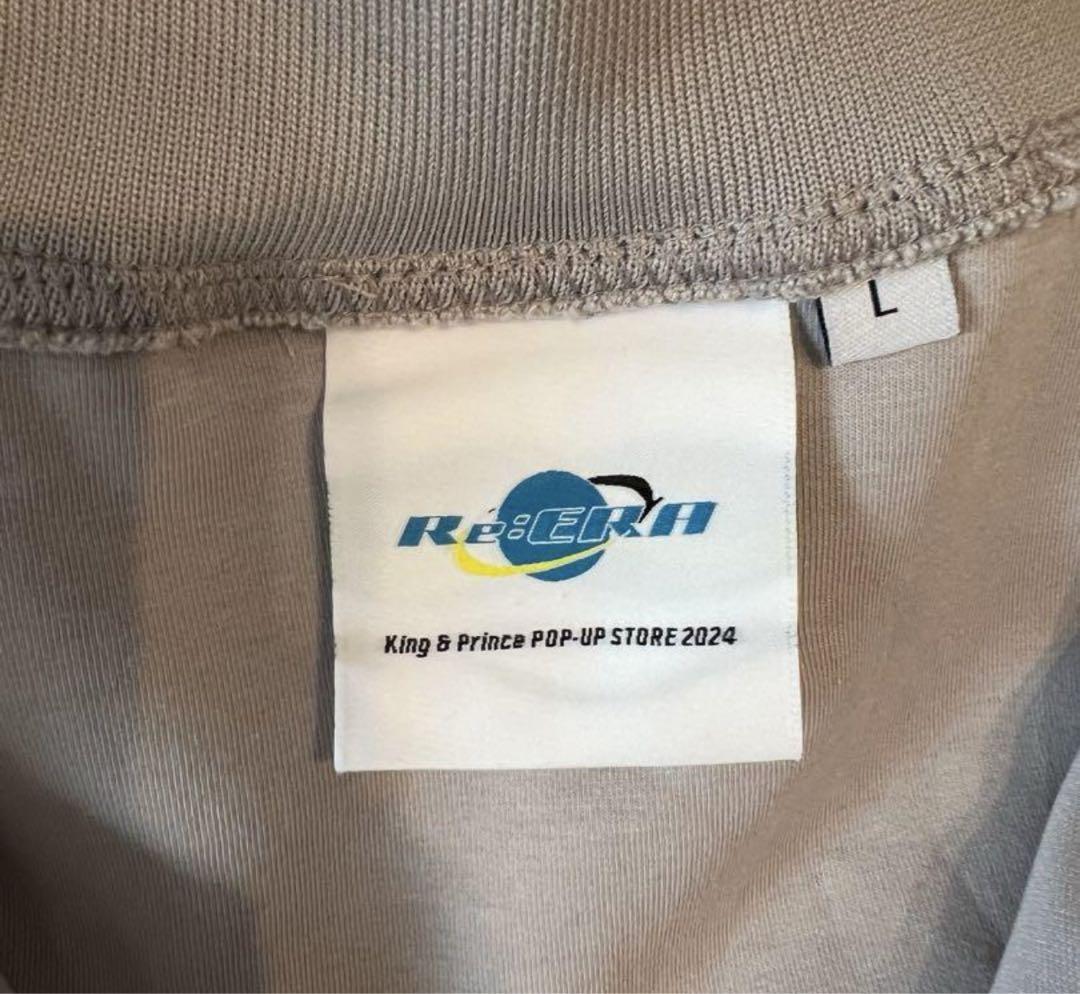 L
Re:ERA
King & Prince POP-UP STORE 2024